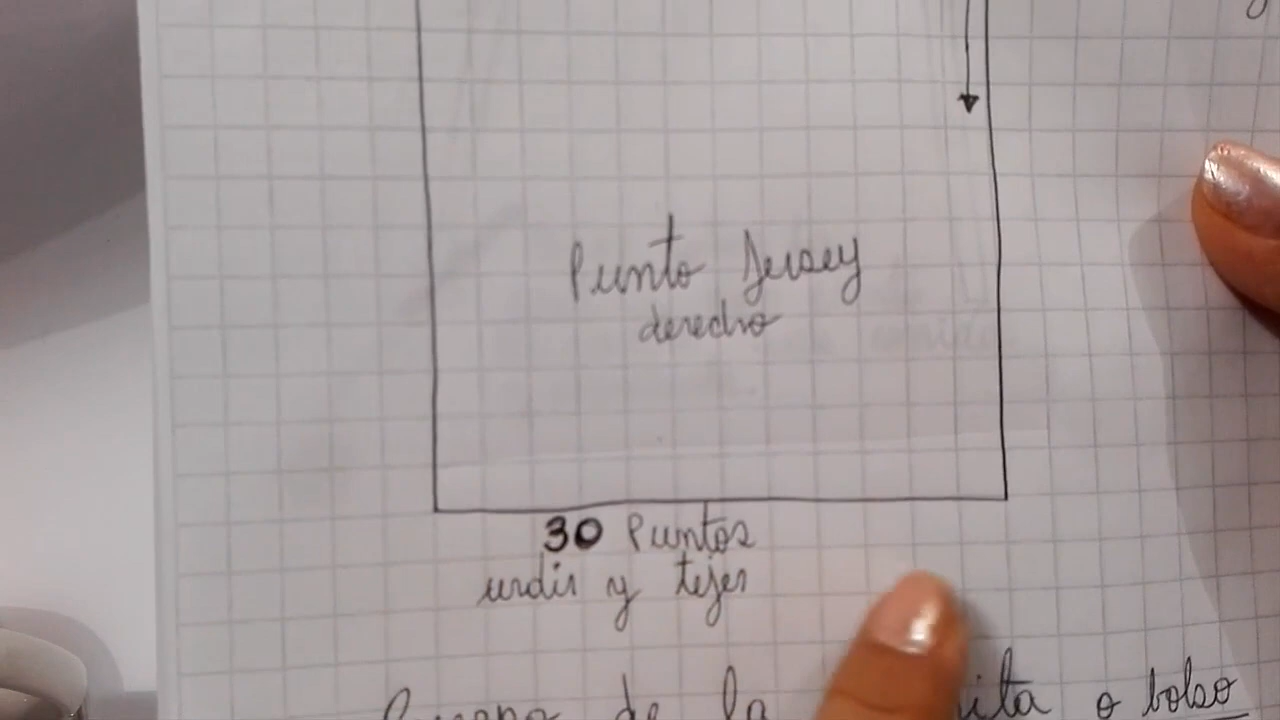 Punto Jersey
derecho
30 Puntos
urdir y tejer
de la o bolso